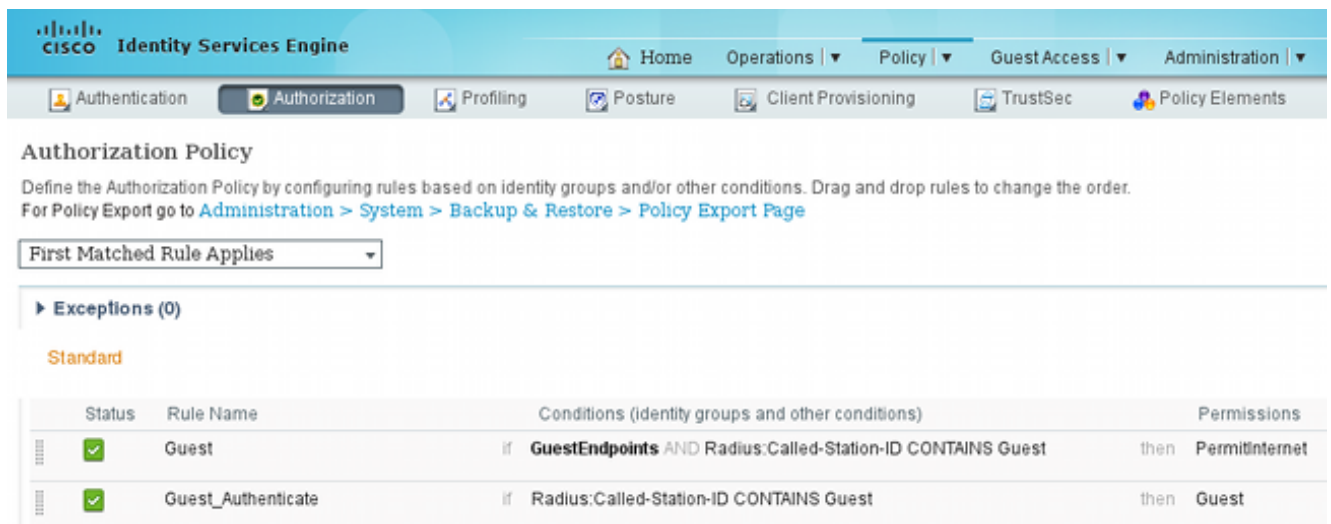 CISCO Identity Services Engine
Home Operations | ▼ Policy | ▼ Guest Access | ▼ Administration | ▼
Authentication Authorization Profiling Posture Client Provisioning TrustSec Policy Elements
Authorization Policy
Define the Authorization Policy by configuring rules based on identity groups and/or other conditions. Drag and drop rules to change the order.
For Policy Export go to Administration > System > Backup & Restore > Policy Export Page
First Matched Rule Applies
Exceptions (0)
Standard
Status Rule Name Conditions (identity groups and other conditions) Permissions
Guest if GuestEndpoints AND Radius:Called-Station-ID CONTAINS Guest then PermitInternet
Guest_Authenticate if Radius:Called-Station-ID CONTAINS Guest then Guest